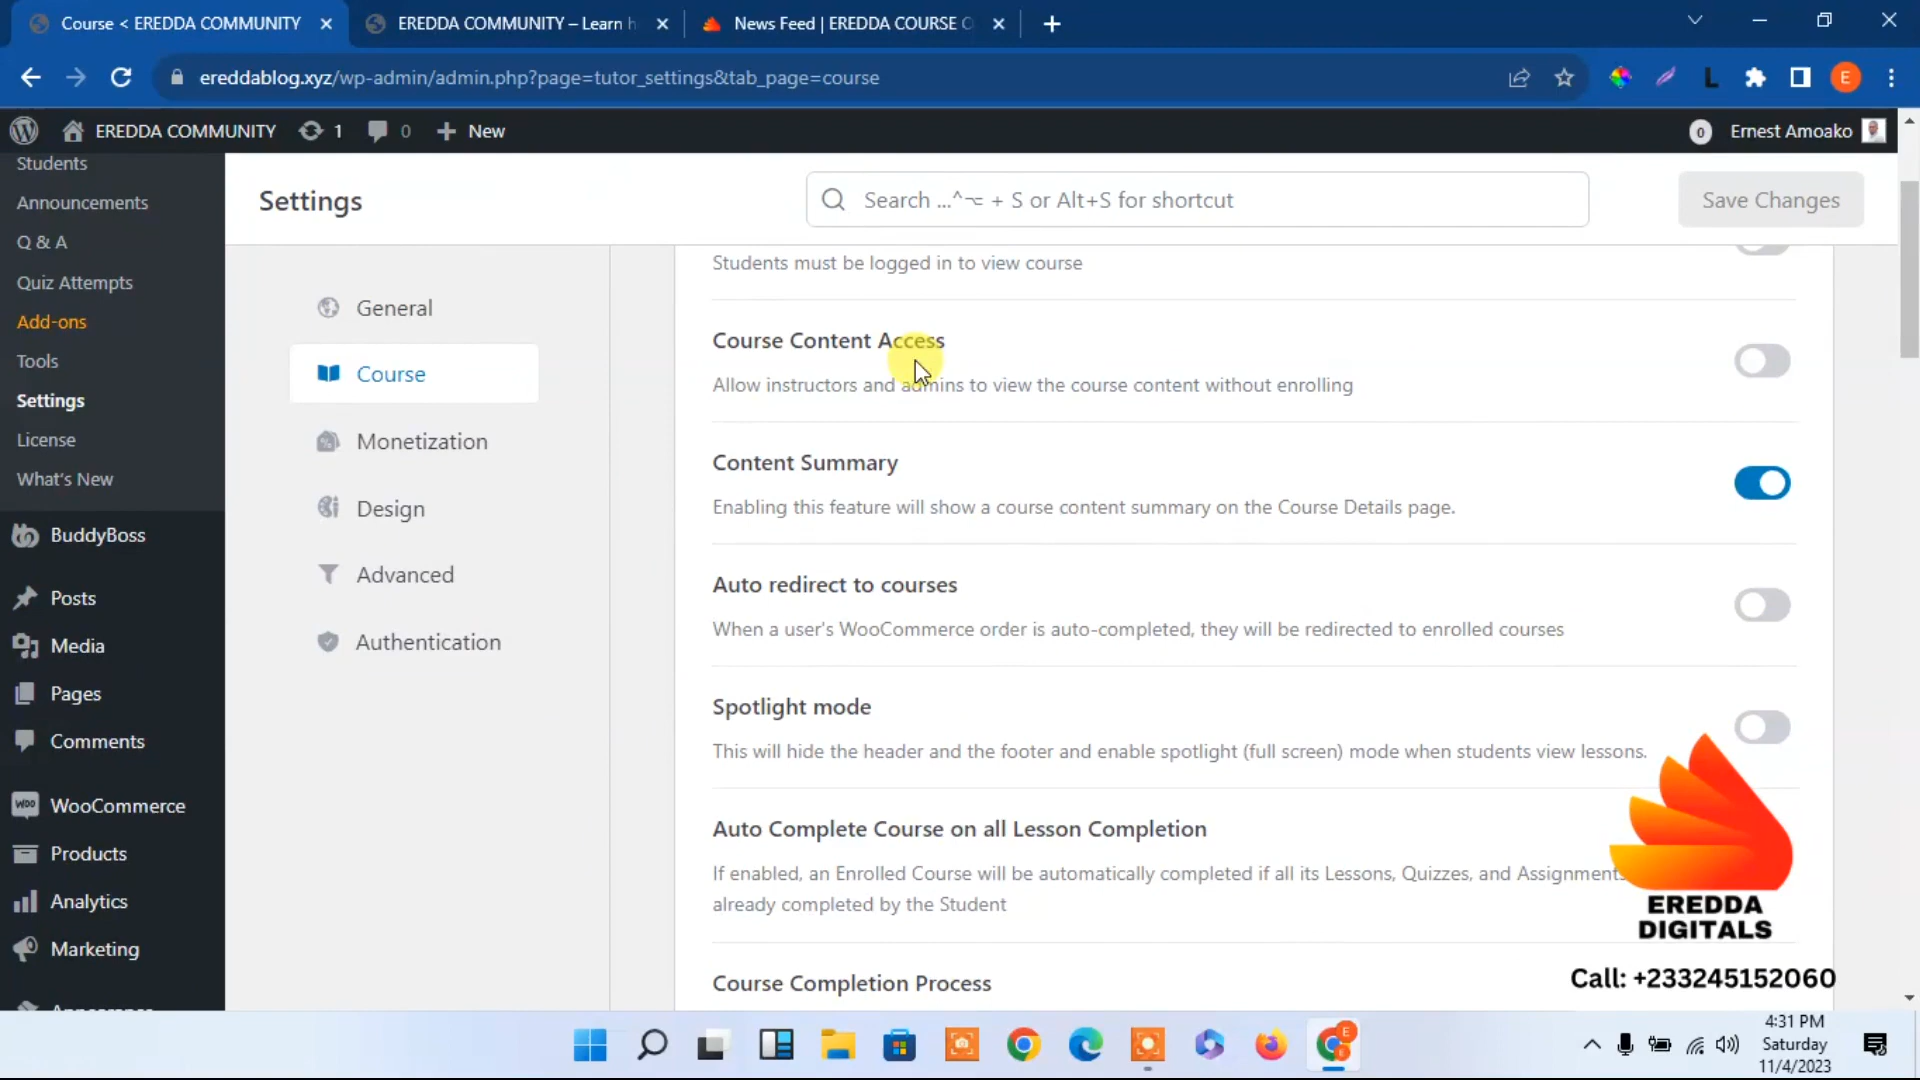 Course < EREDDA COMMUNITY
EREDDA COMMUNITY – Learn h
News Feed | EREDDA COURSE C
ereddablog.xyz/wp-admin/admin.php?page=tutor_settings&tab_page=course
L
E
EREDDA COMMUNITY
1
0
New
0
Ernest Amoako
Students
Announcements
Q & A
Quiz Attempts
Add-ons
Tools
Settings
License
What's New
BuddyBoss
Posts
Media
Pages
Comments
WooCommerce
Products
Analytics
Marketing
Settings
Search ...^⌥ + S or Alt+S for shortcut
Save Changes
General
Course
Monetization
Design
Advanced
Authentication
Students must be logged in to view course
Course Content Access
Allow instructors and admins to view the course content without enrolling
Content Summary
Enabling this feature will show a course content summary on the Course Details page.
Auto redirect to courses
When a user's WooCommerce order is auto-completed, they will be redirected to enrolled courses
Spotlight mode
This will hide the header and the footer and enable spotlight (full screen) mode when students view lessons.
Auto Complete Course on all Lesson Completion
If enabled, an Enrolled Course will be automatically completed if all its Lessons, Quizzes, and Assignments
already completed by the Student
Course Completion Process
EREDDA
DIGITALS
Call: +233245152060
4:31 PM
Saturday
11/4/2023